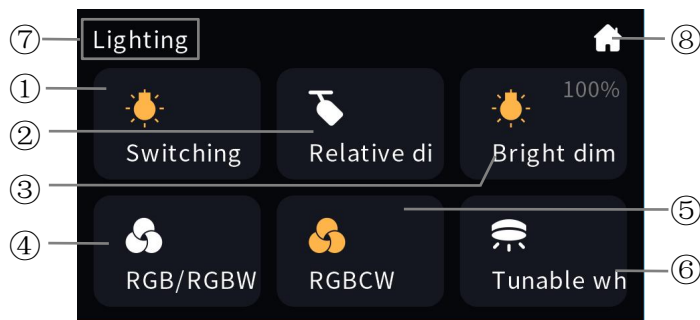 ⑦ Lighting ⑧
① 100%
②
Switching Relative di Bright dim
③
⑤
④
RGB/RGBW RGBCW Tunable wh ⑥